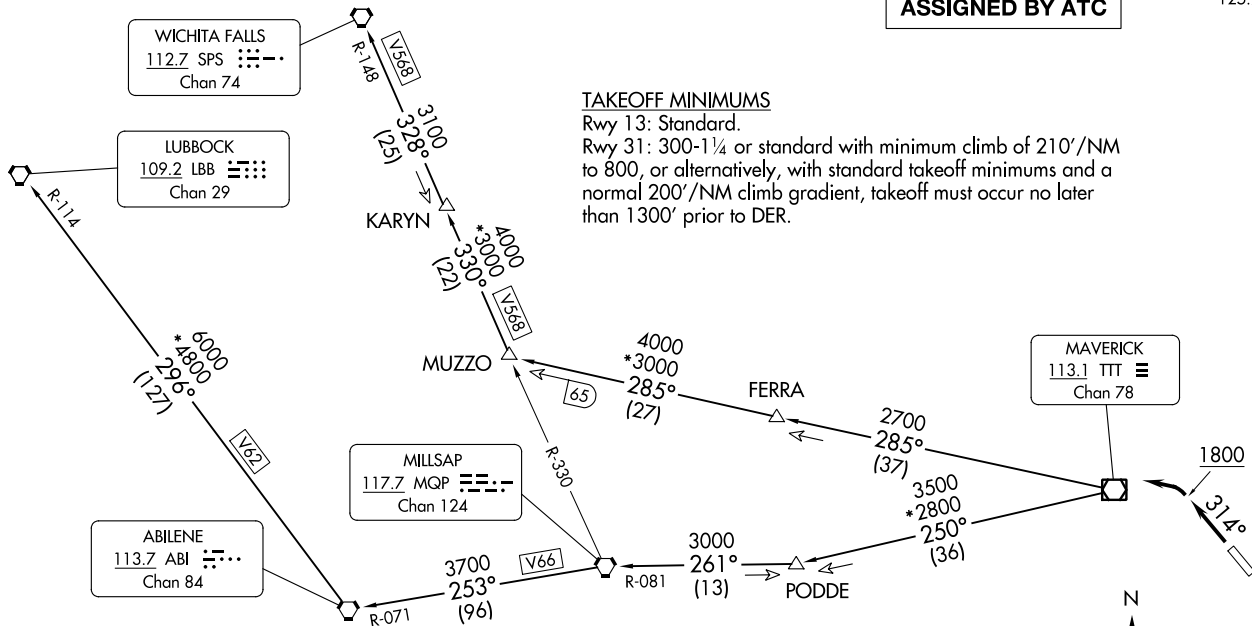 ASSIGNED BY ATC
WICHITA FALLS
112.7 SPS
Chan 74
R-148
V568
3100
328°
(25)
KARYN
LUBBOCK
109.2 LBB
Chan 29
R-114
TAKEOFF MINIMUMS
Rwy 13: Standard.
Rwy 31: 300-1¼ or standard with minimum climb of 210'/NM
to 800, or alternatively, with standard takeoff minimums and a
normal 200'/NM climb gradient, takeoff must occur no later
than 1300' prior to DER.
4000
*3000
330°
(22)
V568
MUZZO
6000
*4800
296°
(127)
V62
4000
*3000
285°
(27)
65
FERRA
2700
285°
(37)
MAVERICK
113.1 TTT
Chan 78
1800
314°
3500
*2800
250°
(36)
MILLSAP
117.7 MQP
Chan 124
R-330
ABILENE
113.7 ABI
Chan 84
3700
V66
253°
(96)
R-071
R-081
3000
261°
(13)
PODDE
N